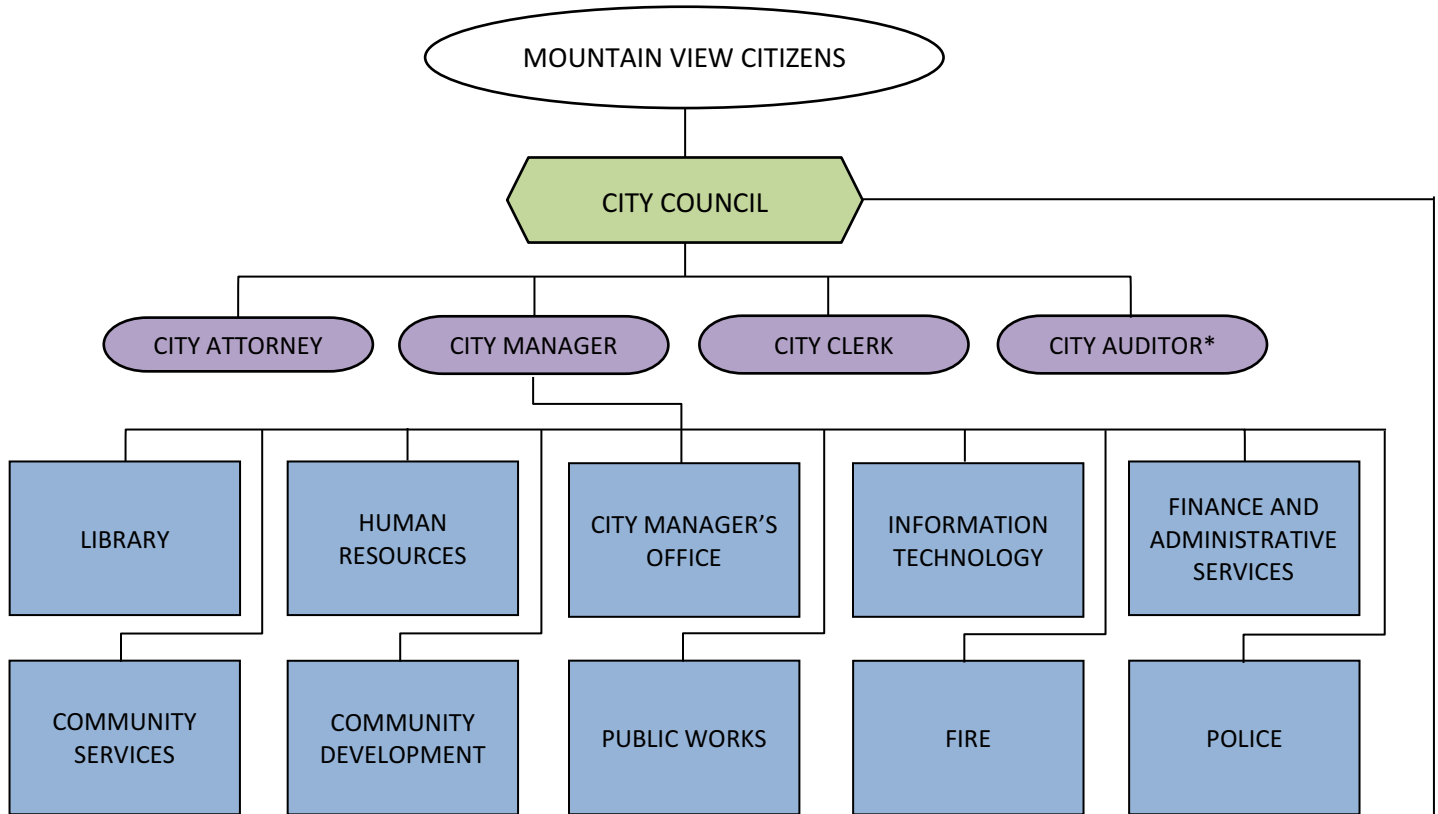 MOUNTAIN VIEW CITIZENS
CITY COUNCIL
CITY ATTORNEY
CITY MANAGER
CITY CLERK
CITY AUDITOR*
LIBRARY
HUMAN
RESOURCES
CITY MANAGER’S
OFFICE
INFORMATION
TECHNOLOGY
FINANCE AND
ADMINISTRATIVE
SERVICES
COMMUNITY
SERVICES
COMMUNITY
DEVELOPMENT
PUBLIC WORKS
FIRE
POLICE